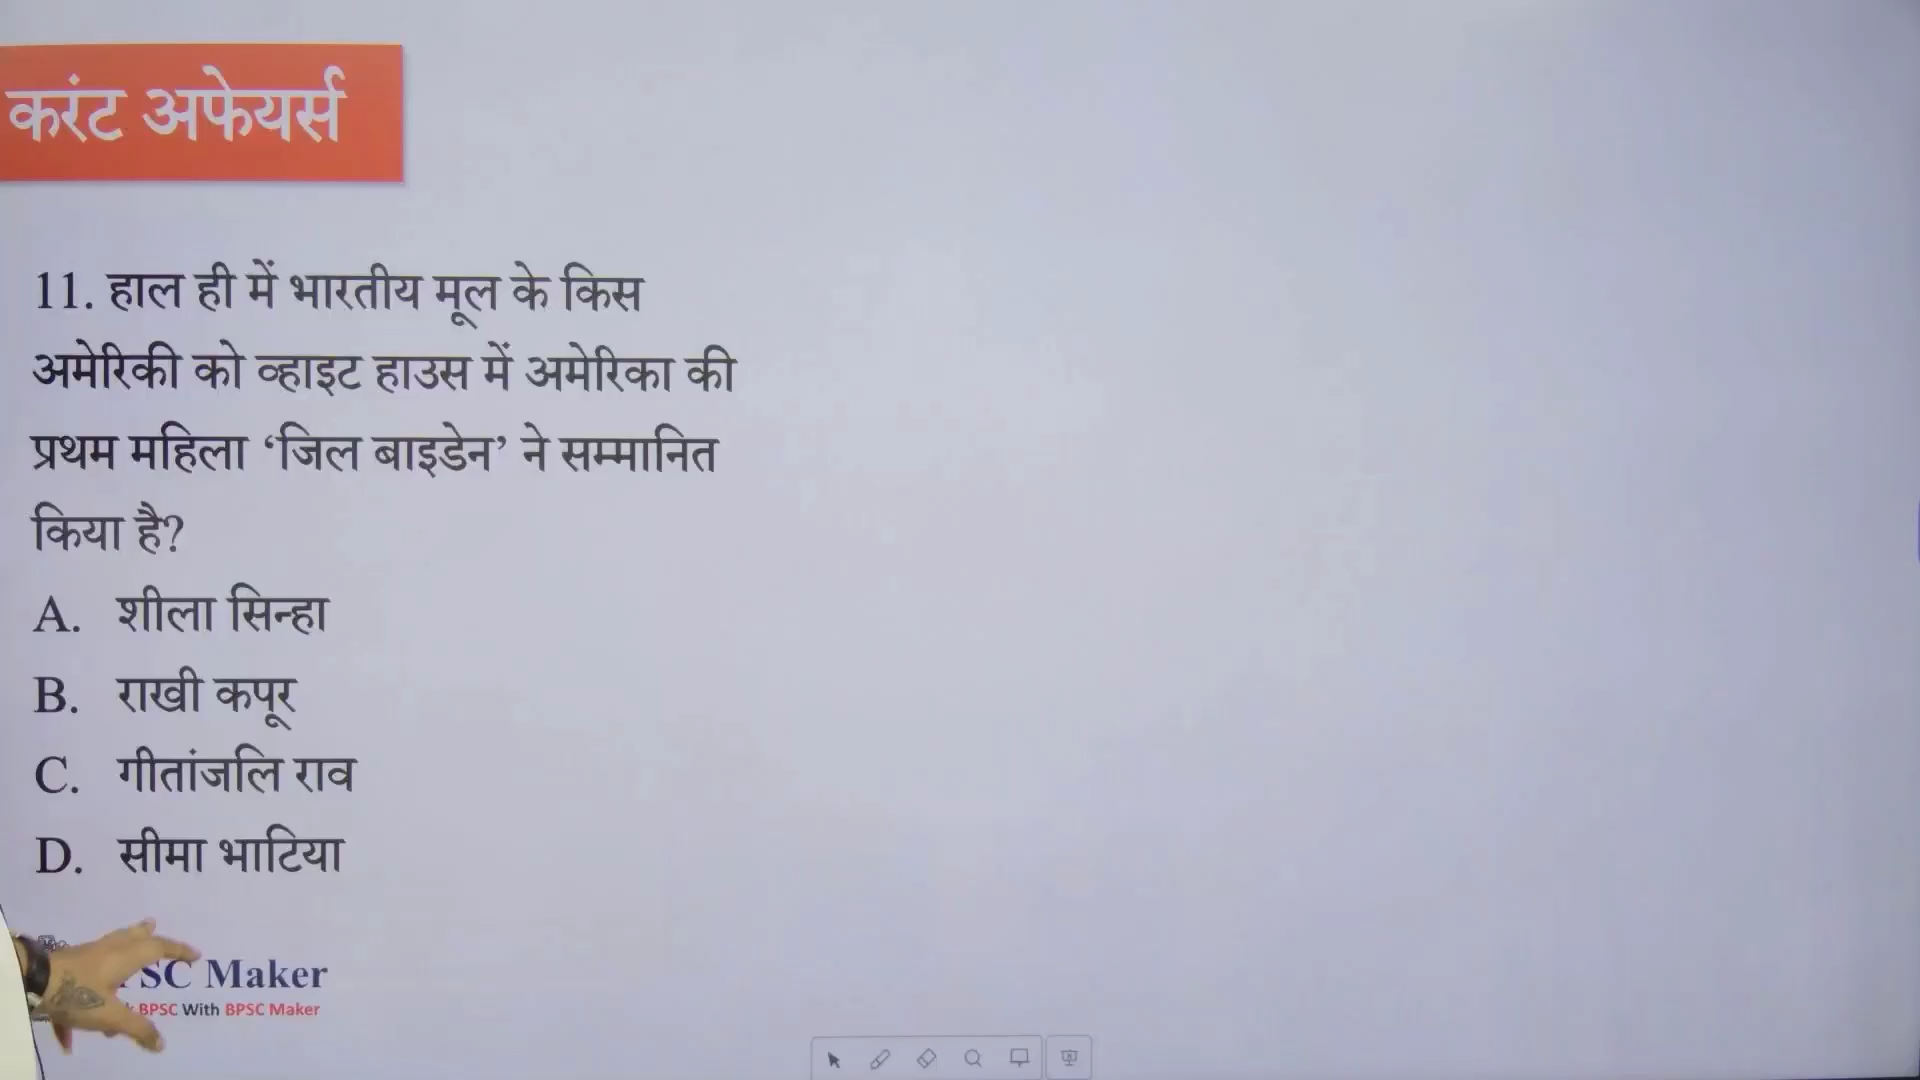 करंट अफेयर्स
11. हाल ही में भारतीय मूल के किस
अमेरिकी को व्हाइट हाउस में अमेरिका की
प्रथम महिला ‘जिल बाइडेन’ ने सम्मानित
किया है?
A. शीला सिन्हा
B. राखी कपूर
C. गीतांजलि राव
D. सीमा भाटिया
SC Maker
BPSC With BPSC Maker